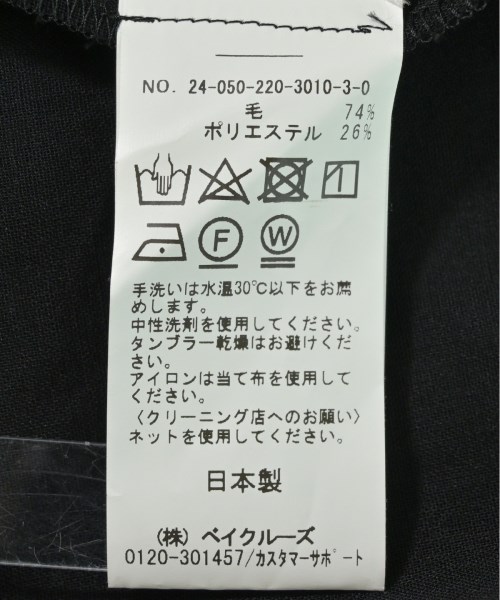 NO. 24-050-220-3010-3-0
毛 74%
ポリエステル 26%
F W
手洗いは水温30℃以下をお薦
めします。
中性洗剤を使用してください。
タンブラー乾燥はお避けくだ
さい。
アイロンは当て布を使用して
ください。
〈クリーニング店へのお願い〉
ネットを使用してください。
日本製
(株) ベイクルーズ
0120-301457/カスタマーサポート